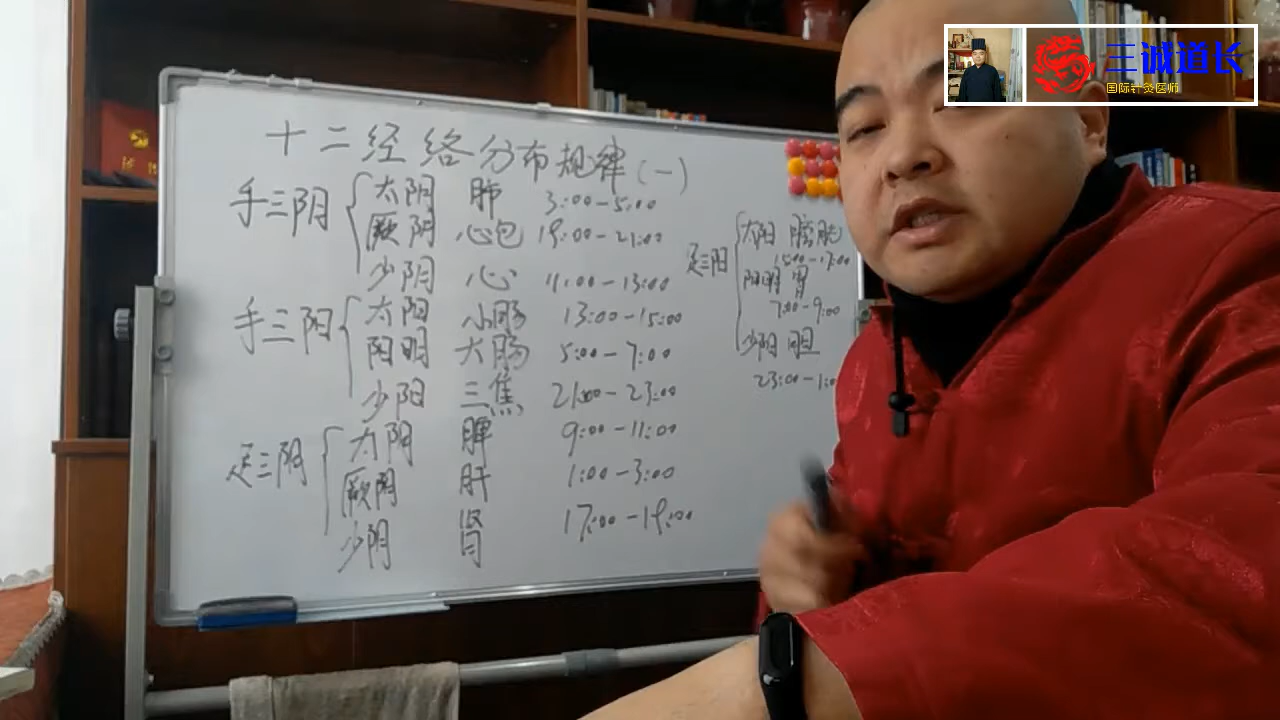 三诚道长
国际针灸医师
十二经络分布规律(一)
手三阴
太阴 肺 3:00-5:00
厥阴 心包 19:00-21:00
少阴 心 11:00-13:00
手三阳
太阳 小肠 13:00-15:00
阳明 大肠 5:00-7:00
少阳 三焦 21:00-23:00
足三阴
太阴 脾 9:00-11:00
厥阴 肝 1:00-3:00
少阴 肾 17:00-19:00
足三阳
太阳 膀胱
15:00-17:00
阳明 胃
7:00-9:00
少阳 胆
23:00-1:0